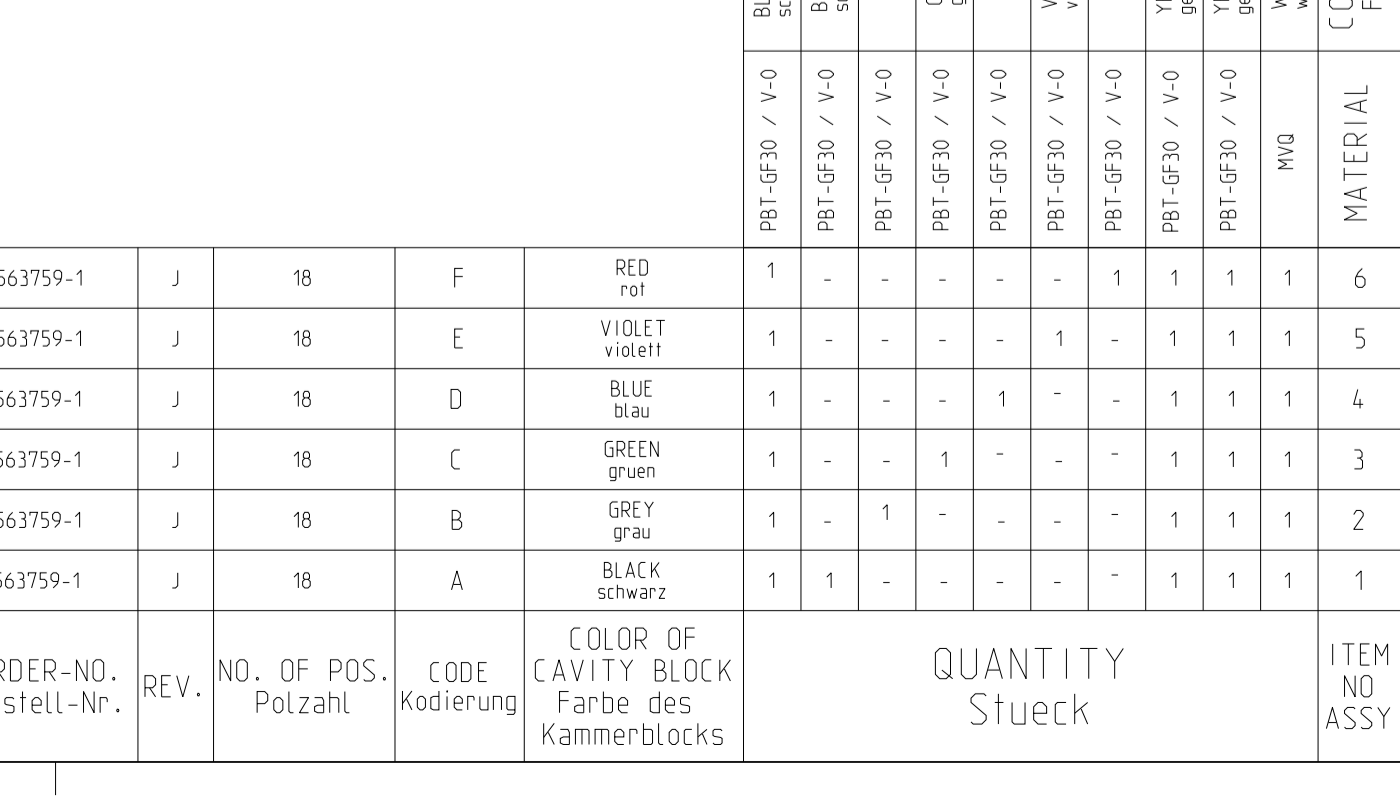 PBT-GF30 / V-0
PBT-GF30 / V-0
PBT-GF30 / V-0
PBT-GF30 / V-0
PBT-GF30 / V-0
PBT-GF30 / V-0
PBT-GF30 / V-0
PBT-GF30 / V-0
PBT-GF30 / V-0
MVQ
MATERIAL
563759-1 J 18 F RED 1 - - - - - 1 1 1 1 6
rot
563759-1 J 18 E VIOLET 1 - - - - 1 - 1 1 1 5
violett
563759-1 J 18 D BLUE 1 - - - 1 - - 1 1 1 4
blau
563759-1 J 18 C GREEN 1 - - 1 - - - 1 1 1 3
gruen
563759-1 J 18 B GREY 1 - 1 - - - - 1 1 1 2
grau
563759-1 J 18 A BLACK 1 1 - - - - - 1 1 1 1
schwarz
RDER-NO.
stell-Nr.
REV.
NO. OF POS.
Polzahl
CODE
Kodierung
COLOR OF
CAVITY BLOCK
Farbe des
Kammerblocks
QUANTITY
Stueck
ITEM
NO
ASSY